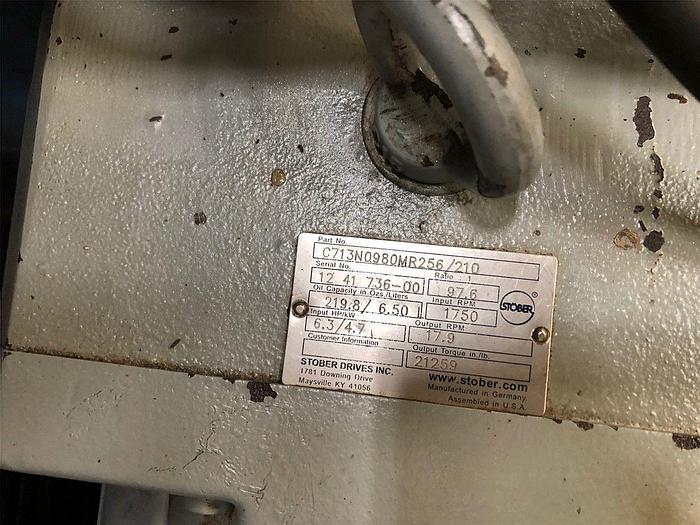 Part No.
C713N0980MR256/210
Serial No. Ratio :1
12 41 736-00 97.6
Oil Capacity in Ozs./Liters Input RPM
219.8/ 6.50 l 1750
Input HP/kW Output RPM
6.3/4.7 17.9
Customer Information Output Torque in./lb.
21259
STOBER®
STOBER DRIVES INC. www.stober.com
1781 Downing Drive Manufactured in Germany
Maysville KY 41056 Assembled in U.S.A.